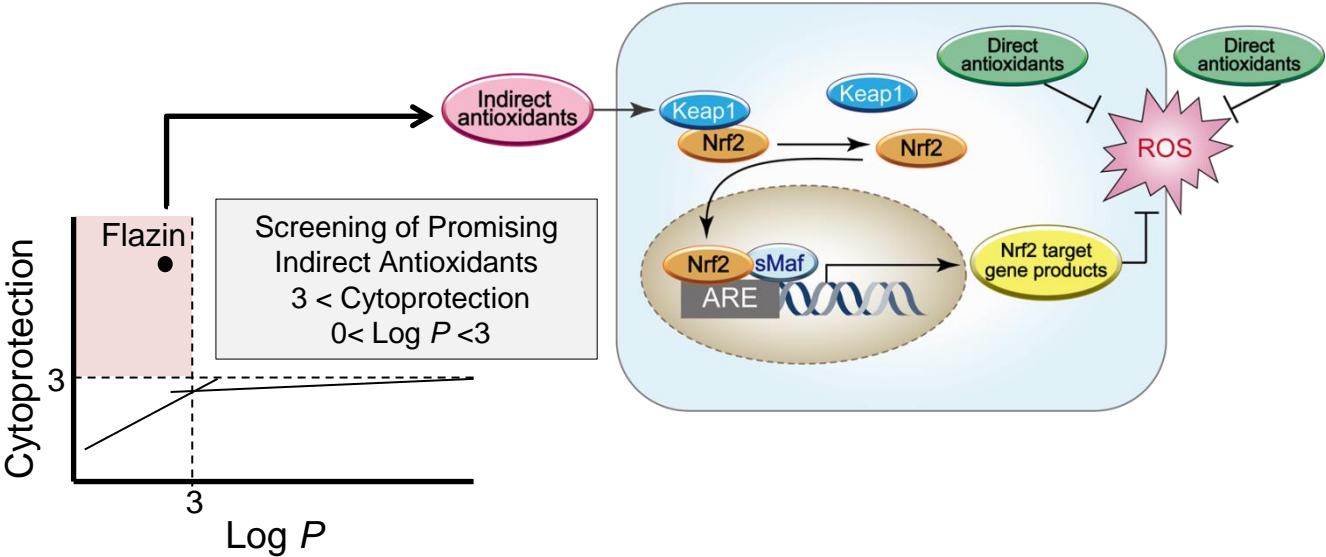 Direct
antioxidants
Direct
antioxidants
Indirect
antioxidants
Keap1
Nrf2
Keap1
Nrf2
ROS
Flazin
Screening of Promising
Indirect Antioxidants
3 < Cytoprotection
0< Log P <3
Nrf2
sMaf
ARE
Nrf2 target
gene products
Cytoprotection
3
3
Log P